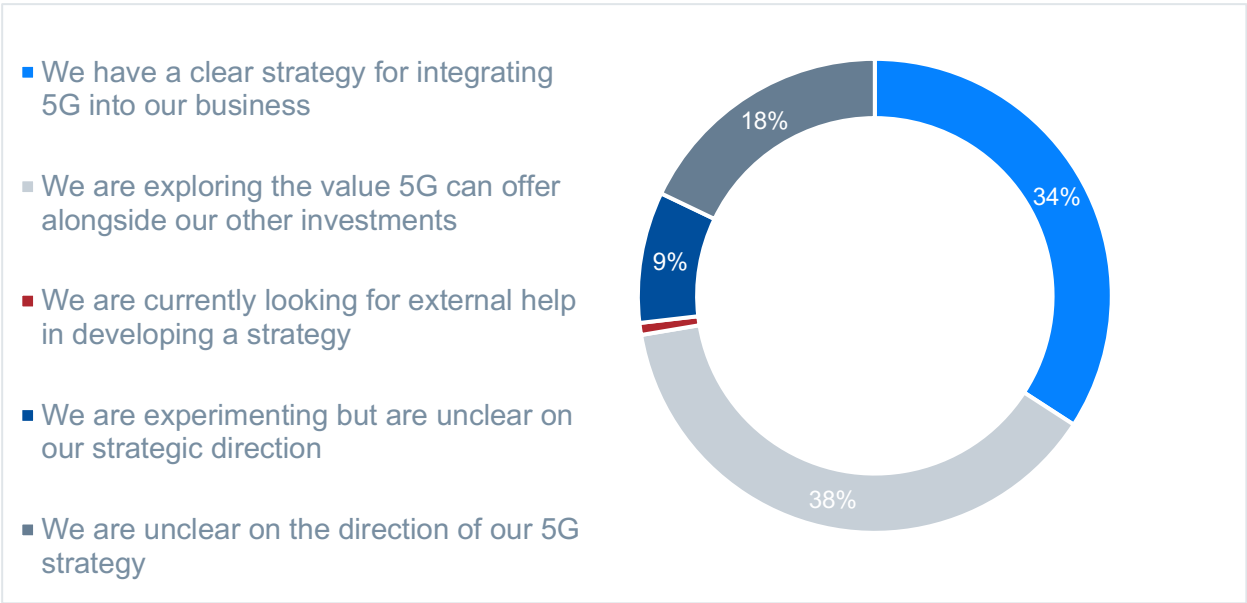 We have a clear strategy for integrating
5G into our business
We are exploring the value 5G can offer
alongside our other investments
We are currently looking for external help
in developing a strategy
We are experimenting but are unclear on
our strategic direction
We are unclear on the direction of our 5G
strategy
18%
34%
9%
38%